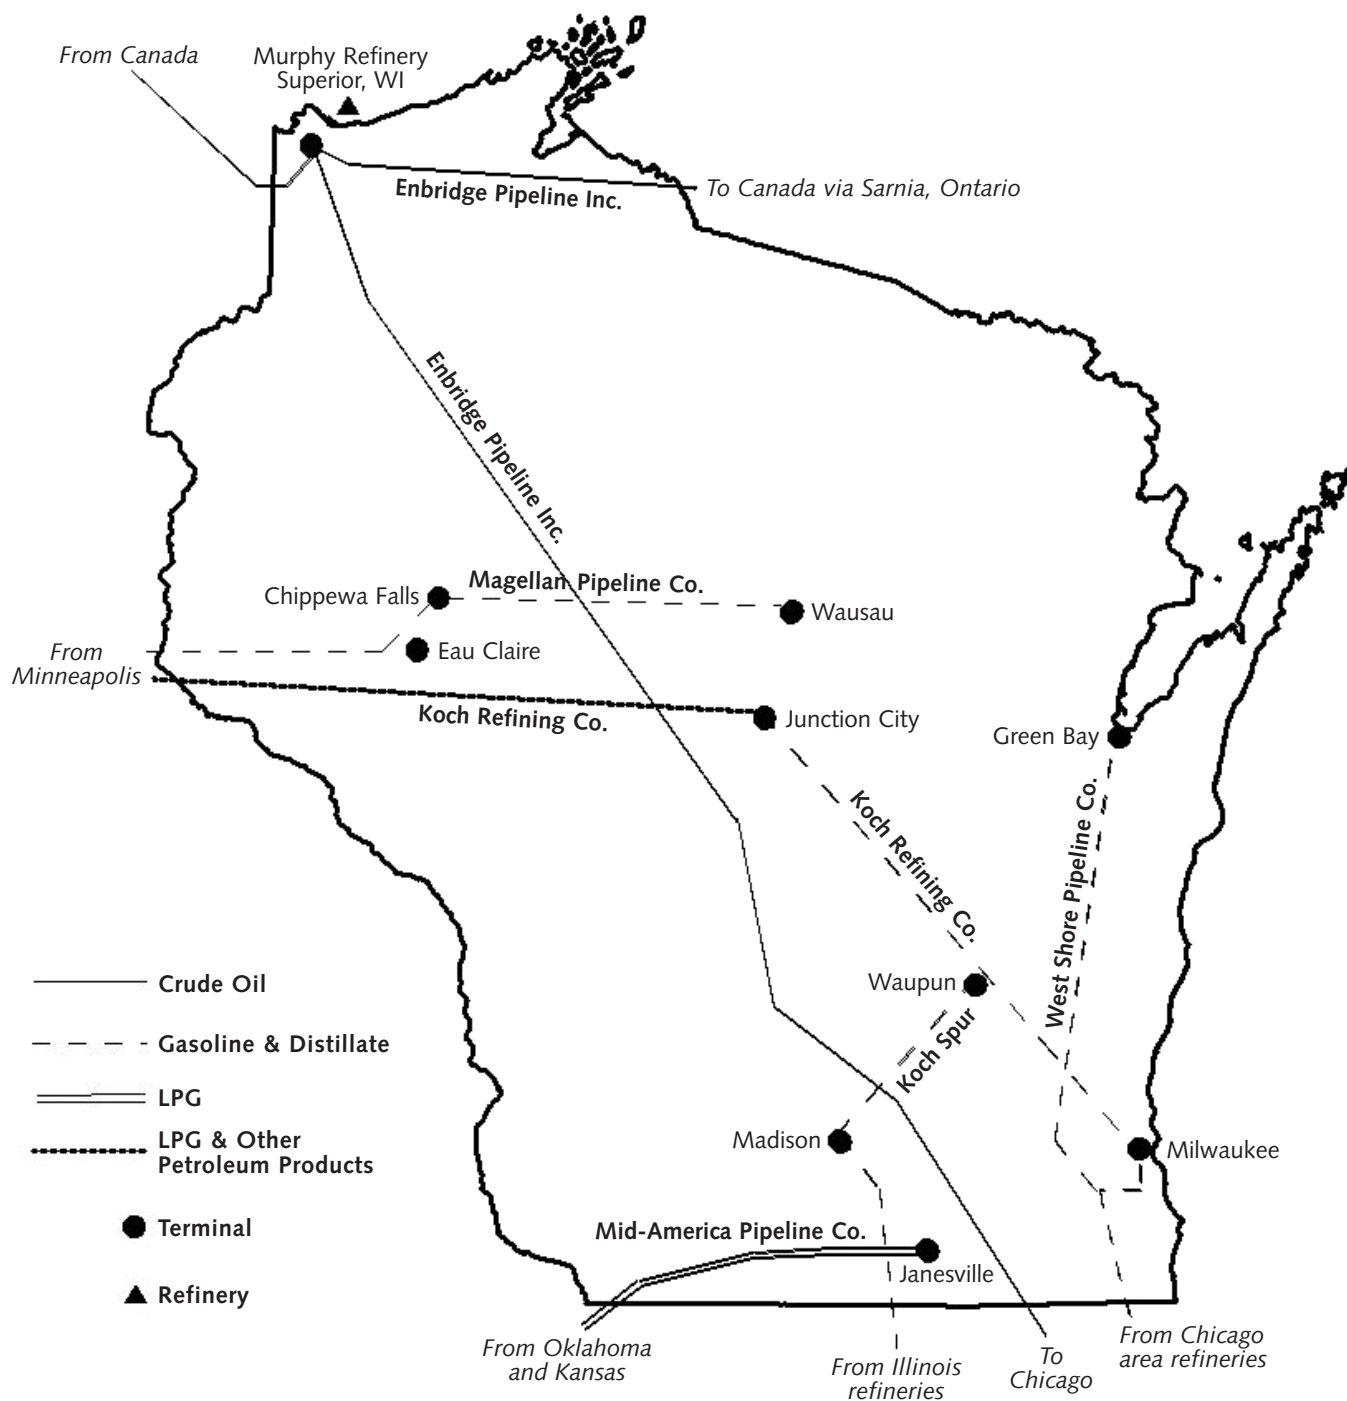 From Canada
Murphy Refinery
Superior, WI
Enbridge Pipeline Inc.
To Canada via Sarnia, Ontario
Enbridge Pipeline Inc.
Magellan Pipeline Co.
Chippewa Falls
Wausau
Eau Claire
From
Minneapolis
Koch Refining Co.
Junction City
Green Bay
Koch Refining Co.
West Shore Pipeline Co.
Waupun
Koch Spur
Madison
Milwaukee
Mid-America Pipeline Co.
Janesville
Crude Oil
Gasoline & Distillate
LPG
LPG & Other
Petroleum Products
Terminal
Refinery
From Oklahoma
and Kansas
From Illinois
refineries
To
Chicago
From Chicago
area refineries